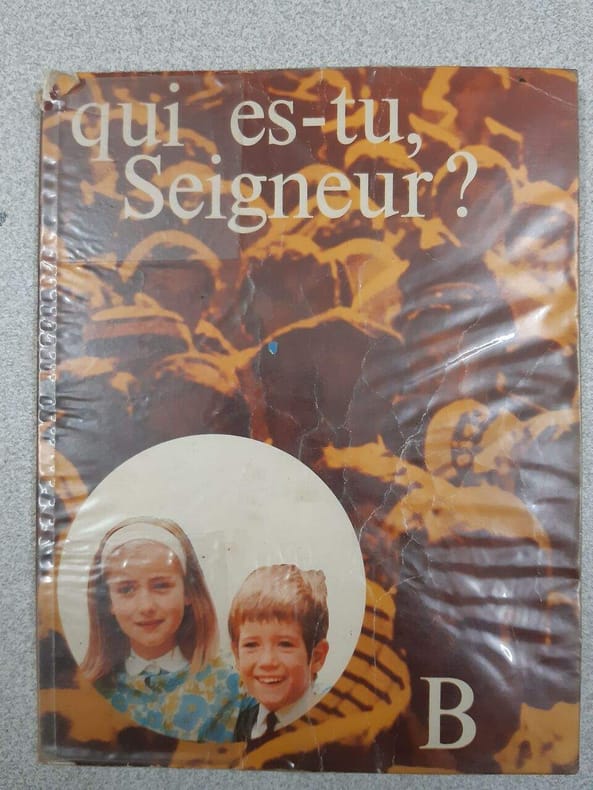 qui es-tu,
Seigneur?
B